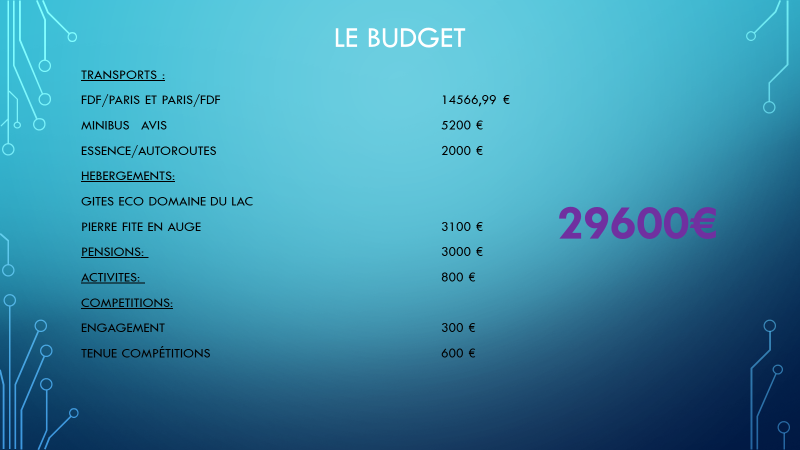 LE BUDGET
TRANSPORTS :
FDF/PARIS ET PARIS/FDF 14566,99 €
MINIBUS AVIS 5200 €
ESSENCE/AUTOROUTES 2000 €
HEBERGEMENTS:
GITES ECO DOMAINE DU LAC
PIERRE FITE EN AUGE 3100 €
PENSIONS: 3000 €
ACTIVITES: 800 €
COMPETITIONS:
ENGAGEMENT 300 €
TENUE COMPÉTITIONS 600 €
29600€